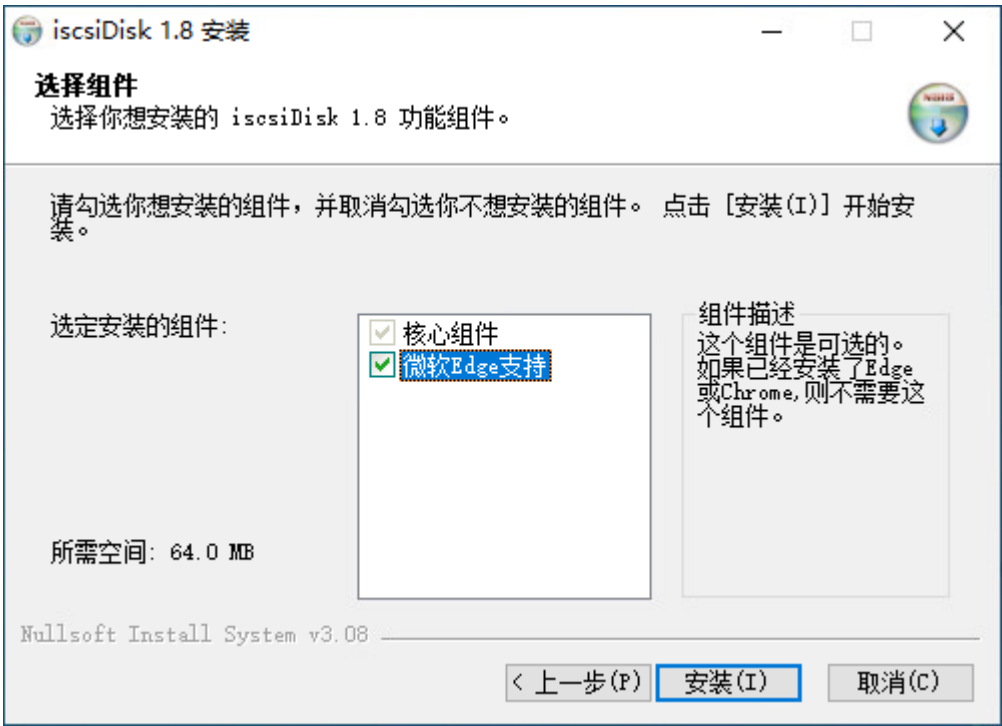 iscsiDisk 1.8 安装
选择组件
选择你想安装的 iscsiDisk 1.8 功能组件。
请勾选你想安装的组件，并取消勾选你不想安装的组件。 点击 [安装(I)] 开始安
装。
选定安装的组件:
核心组件
微软Edge支持
组件描述
这个组件是可选的。
如果已经安装了Edge
或Chrome,则不需要这
个组件。
所需空间: 64.0 MB
Nullsoft Install System v3.08
< 上一步(P)
安装(I)
取消(C)